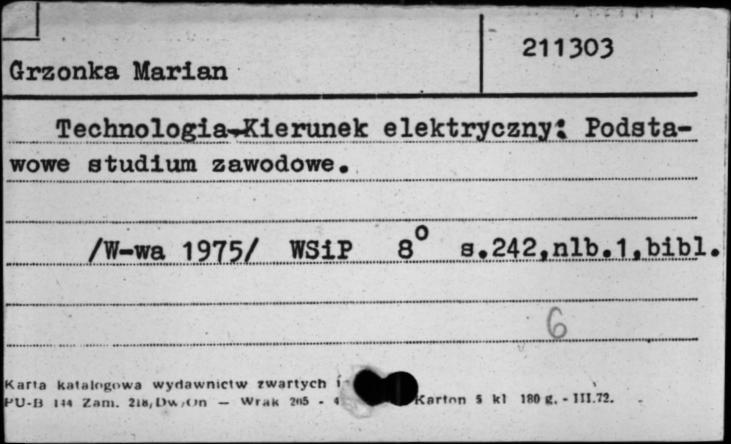 211303
Grzonka Marian
Technologia-Kierunek elektryczny: Podsta-
wowe studium zawodowe.
/W-wa 1975/ WSiP 8° s.242,nlb.1,bibl.
6
Karta katalogowa wydawnictw zwartych i
PU-B 144 Zam. 218/Dw/On — Wrak 205 - Karton 5 kl 180 g. - III.72.